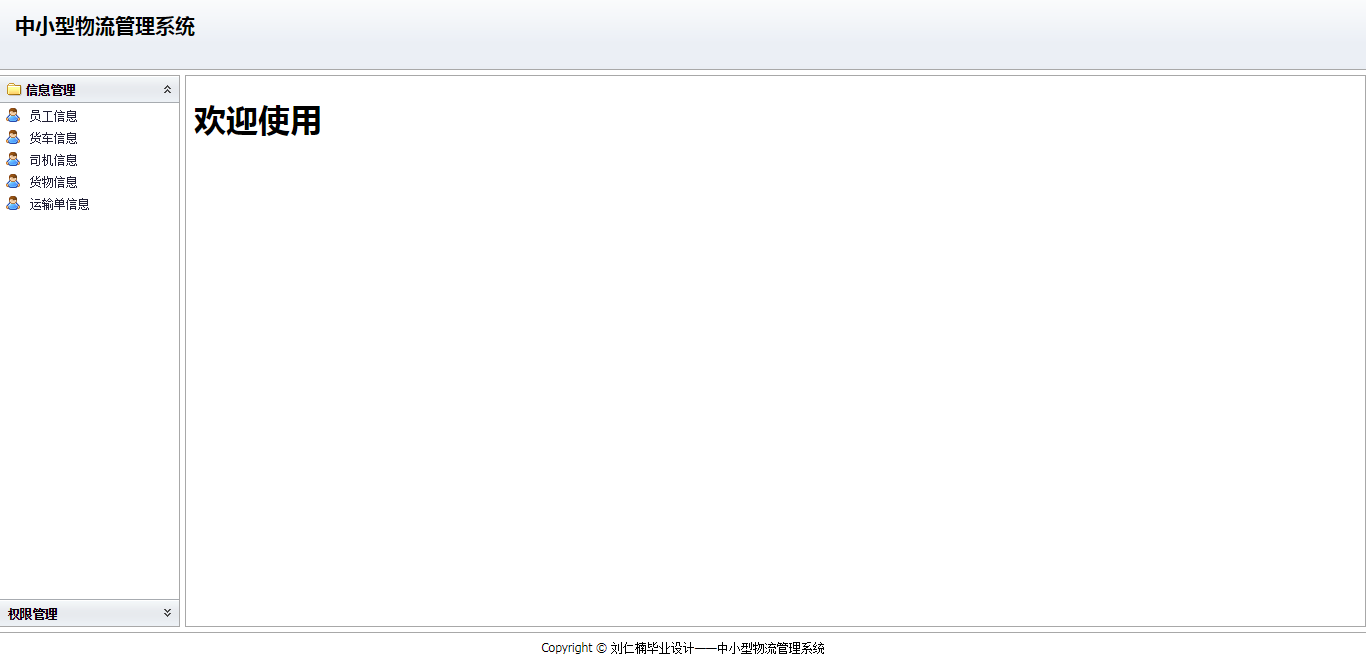 中小型物流管理系统
信息管理
员工信息
货车信息
司机信息
货物信息
运输单信息
权限管理
欢迎使用
Copyright © 刘仁楠毕业设计——中小型物流管理系统